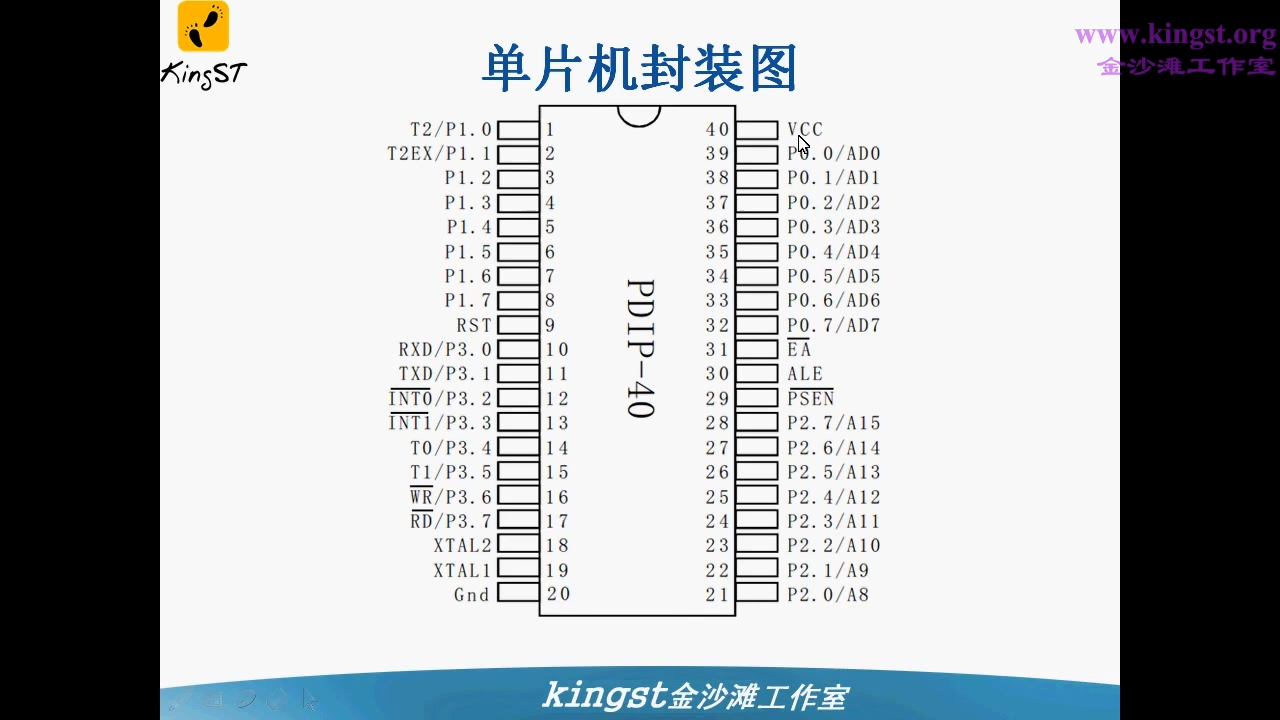 KingST
www.kingst.org
金沙滩工作室
单片机封装图
T2/P1.0 1 40 VCC
T2EX/P1.1 2 39 P0.0/AD0
P1.2 3 38 P0.1/AD1
P1.3 4 37 P0.2/AD2
P1.4 5 36 P0.3/AD3
P1.5 6 35 P0.4/AD4
P1.6 7 34 P0.5/AD5
P1.7 8 33 P0.6/AD6
RST 9 32 P0.7/AD7
RXD/P3.0 10 31 E̅A̅
TXD/P3.1 11 30 ALE
I̅N̅T̅0̅/P3.2 12 29 P̅S̅E̅N̅
I̅N̅T̅1̅/P3.3 13 28 P2.7/A15
T0/P3.4 14 27 P2.6/A14
T1/P3.5 15 26 P2.5/A13
W̅R̅/P3.6 16 25 P2.4/A12
R̅D̅/P3.7 17 24 P2.3/A11
XTAL2 18 23 P2.2/A10
XTAL1 19 22 P2.1/A9
Gnd 20 21 P2.0/A8
PDIP-40
kingst金沙滩工作室